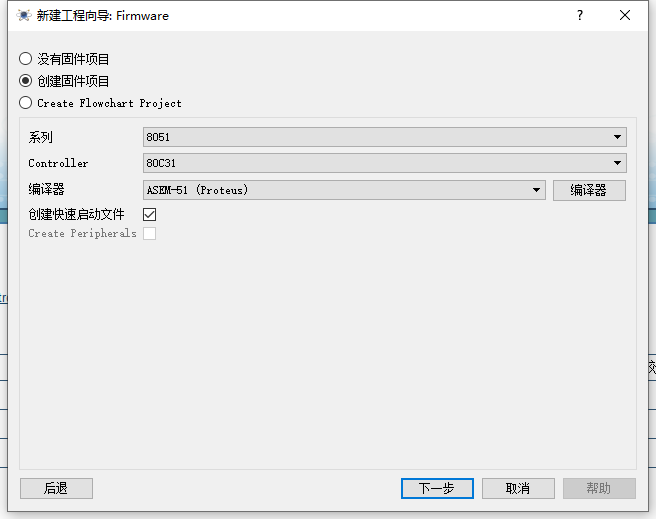 新建工程向导: Firmware
?
没有固件项目
创建固件项目
Create Flowchart Project
系列 8051
Controller 80C31
编译器 ASEM-51 (Proteus) 编译器
创建快速启动文件
Create Peripherals
后退 下一步 取消 帮助